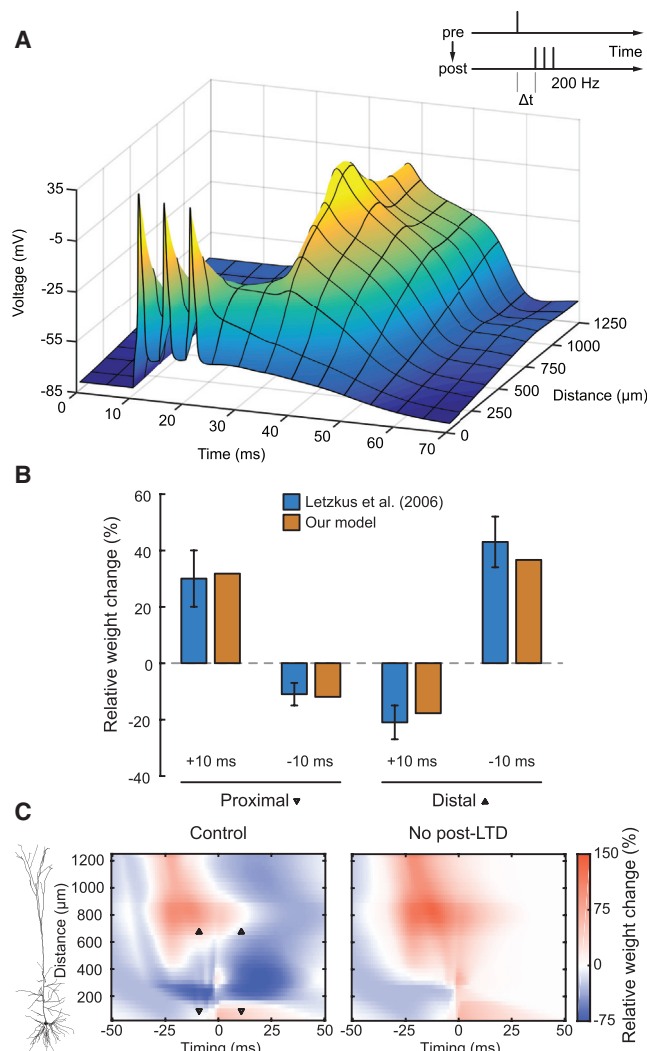 A
pre
post
Time
200 Hz
Δt
35
-5
-25
-55
-85
Voltage (mV)
0
10
20
30
40
50
60
70
Time (ms)
0
250
500
750
1000
1250
Distance (µm)
B
60
40
20
0
-20
-40
Relative weight change (%)
Letzkus et al. (2006)
Our model
+10 ms
-10 ms
+10 ms
-10 ms
Proximal
Distal
C
Control
No post-LTD
1200
1000
800
600
400
200
Distance (µm)
-50
-25
0
25
50
Timing (ms)
-50
-25
0
25
50
Timing (ms)
150
75
0
-75
Relative weight change (%)